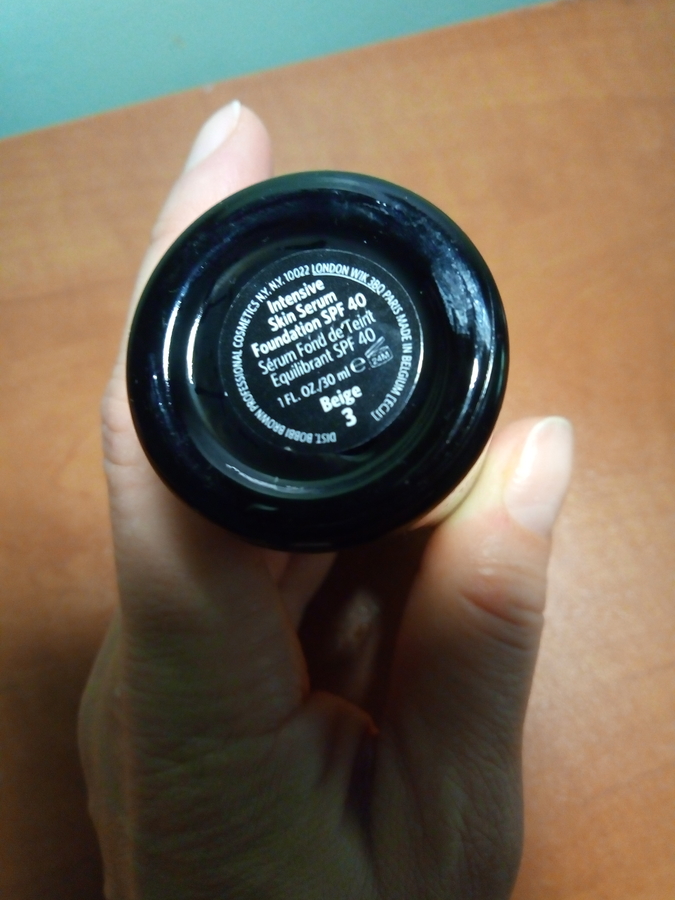 DIST. BOBBI BROWN PROFESSIONAL COSMETICS N.Y. N.Y. 10022 LONDON W1K 3BQ PARIS MADE IN BELGIUM [ECJ1]
Intensive
Skin Serum
Foundation SPF 40
Sérum Fond de Teint
Equilibrant SPF 40
1 FL. OZ./30 ml ℮ 24M
Beige
3